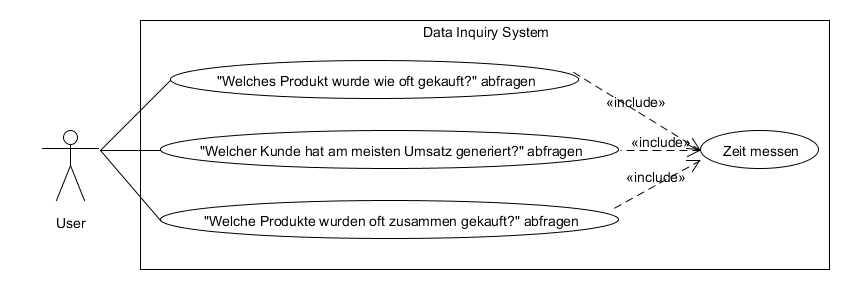 Data Inquiry System
"Welches Produkt wurde wie oft gekauft?" abfragen
«include»
"Welcher Kunde hat am meisten Umsatz generiert?" abfragen
«include»
Zeit messen
«include»
"Welche Produkte wurden oft zusammen gekauft?" abfragen
User